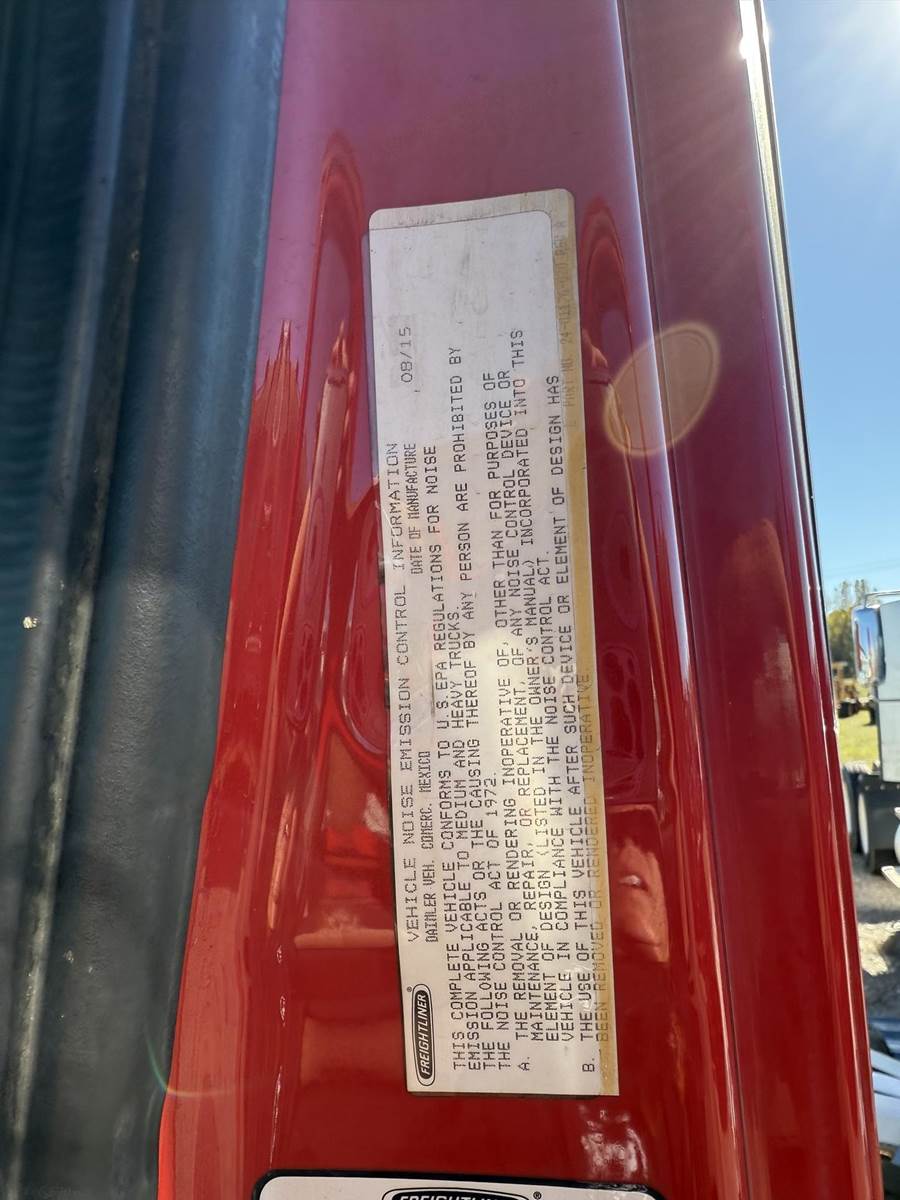 FREIGHTLINER®
VEHICLE NOISE EMISSION CONTROL INFORMATION
DAIMLER VEH. COMERC. MEXICO DATE OF MANUFACTURE 08/15
THIS COMPLETE VEHICLE CONFORMS TO U.S.EPA REGULATIONS FOR NOISE
EMISSION APPLICABLE TO MEDIUM AND HEAVY TRUCKS.
THE FOLLOWING ACTS OR THE CAUSING THEREOF BY ANY PERSON ARE PROHIBITED BY
THE NOISE CONTROL ACT OF 1972.
A. THE REMOVAL OR RENDERING INOPERATIVE OF, OTHER THAN FOR PURPOSES OF
MAINTENANCE, REPAIR, OR REPLACEMENT, OF ANY NOISE CONTROL DEVICE OR
ELEMENT OF DESIGN (LISTED IN THE OWNER'S MANUAL) INCORPORATED INTO THIS
VEHICLE IN COMPLIANCE WITH THE NOISE CONTROL ACT.
B. THE USE OF THIS VEHICLE AFTER SUCH DEVICE OR ELEMENT OF DESIGN HAS
BEEN REMOVED OR RENDERED INOPERATIVE.
PART NO
FREIGHTLINER®